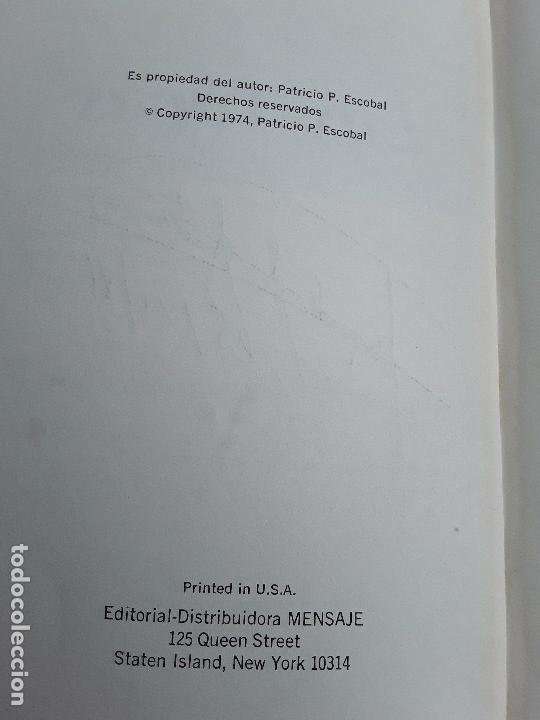 Es propiedad del autor: Patricio P. Escobal
Derechos reservados
© Copyright 1974, Patricio P. Escobal
Printed in U.S.A.
Editorial-Distribuidora MENSAJE
125 Queen Street
Staten Island, New York 10314
todocoleccion